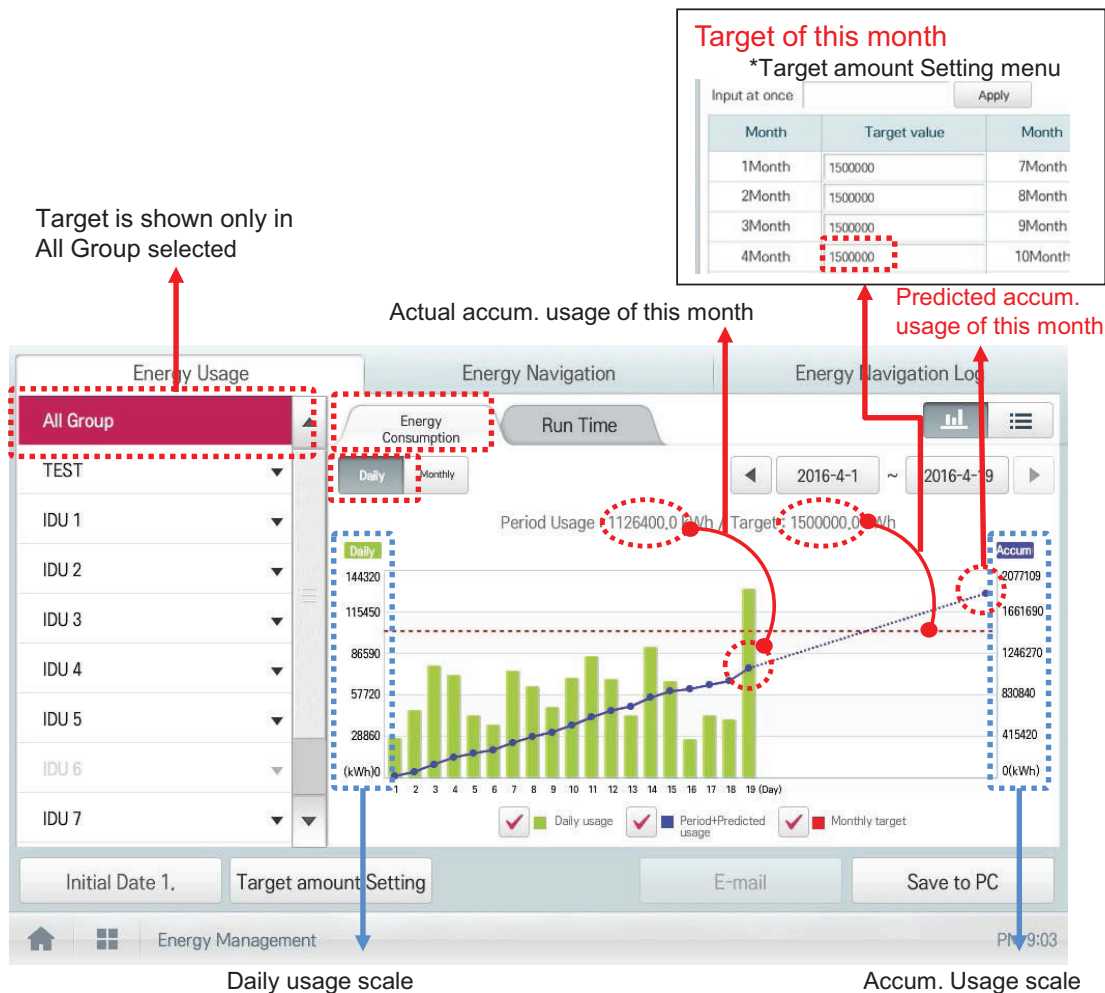 Target of this month
*Target amount Setting menu
Input at once Apply
Month Target value Month
1Month 1500000 7Month
2Month 1500000 8Month
3Month 1500000 9Month
4Month 1500000 10Month
Target is shown only in
All Group selected
Actual accum. usage of this month
Predicted accum.
usage of this month
Energy Usage Energy Navigation Energy Navigation Log
All Group
Energy
Consumption
Run Time
TEST
IDU 1
IDU 2
IDU 3
IDU 4
IDU 5
IDU 6
IDU 7
Daily Monthly
2016-4-1 ~ 2016-4-19
Period Usage : 1126400.0 kWh / Target : 1500000.0 kWh
Daily Accum
144320 2077109
115450 1661690
86590 1246270
57720 830840
28860 415420
(kWh)0 0(kWh)
1 2 3 4 5 6 7 8 9 10 11 12 13 14 15 16 17 18 19 (Day)
Daily usage
Period+Predicted
usage
Monthly target
Initial Date 1. Target amount Setting E-mail Save to PC
Energy Management PM 9:03
Daily usage scale Accum. Usage scale